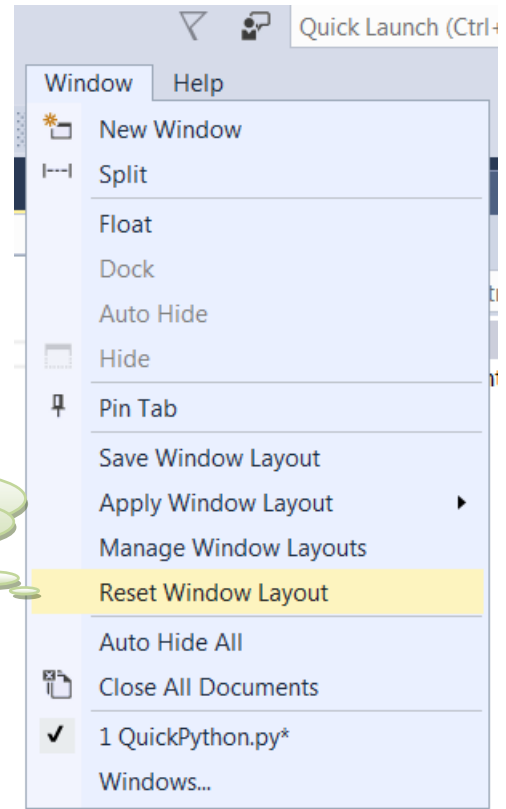 Quick Launch (Ctrl+
Window Help
New Window
Split
Float
Dock
Auto Hide
Hide
Pin Tab
Save Window Layout
Apply Window Layout
Manage Window Layouts
Reset Window Layout
Auto Hide All
Close All Documents
1 QuickPython.py*
Windows...